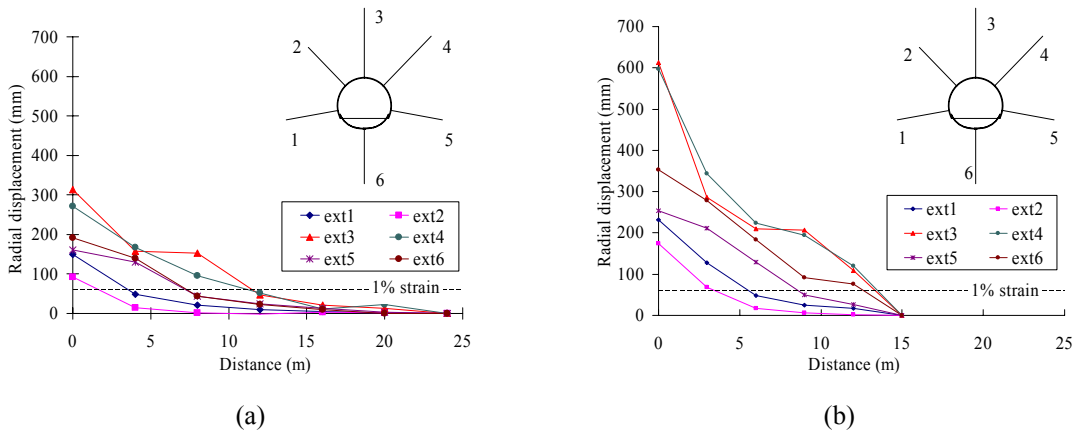 700
600
500
400
300
200
100
0
Radial displacement (mm)
0 5 10 15 20 25
Distance (m)
1
2
3
4
5
6
ext1 ext2
ext3 ext4
ext5 ext6
1% strain
(a)
700
600
500
400
300
200
100
0
Radial displacement (mm)
0 5 10 15 20 25
Distance (m)
1
2
3
4
5
6
ext1 ext2
ext3 ext4
ext5 ext6
1% strain
(b)